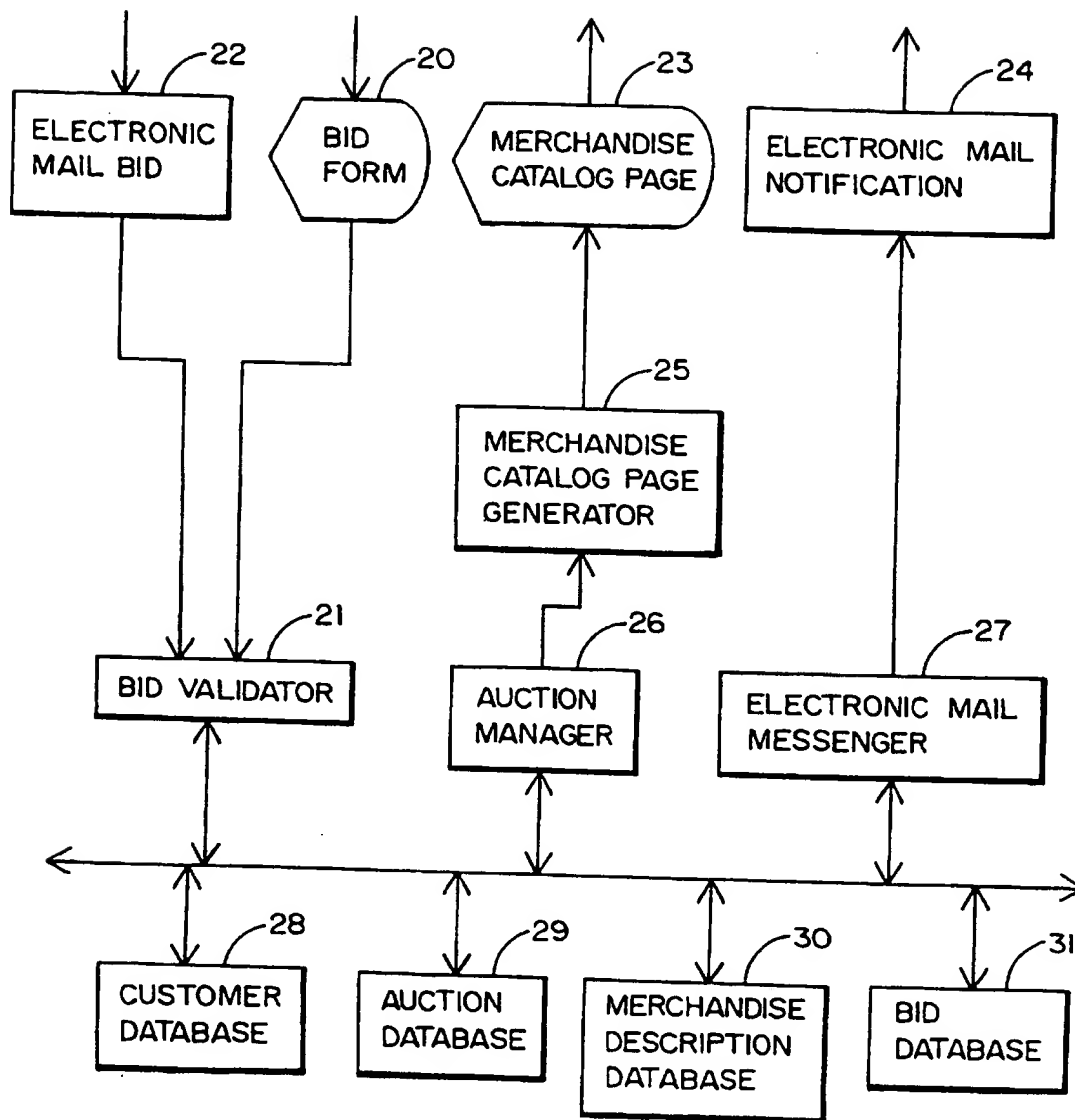 22
ELECTRONIC
MAIL BID
20
BID
FORM
23
MERCHANDISE
CATALOG PAGE
24
ELECTRONIC MAIL
NOTIFICATION
25
MERCHANDISE
CATALOG PAGE
GENERATOR
21
BID VALIDATOR
26
AUCTION
MANAGER
27
ELECTRONIC MAIL
MESSENGER
28
CUSTOMER
DATABASE
29
AUCTION
DATABASE
30
MERCHANDISE
DESCRIPTION
DATABASE
31
BID
DATABASE